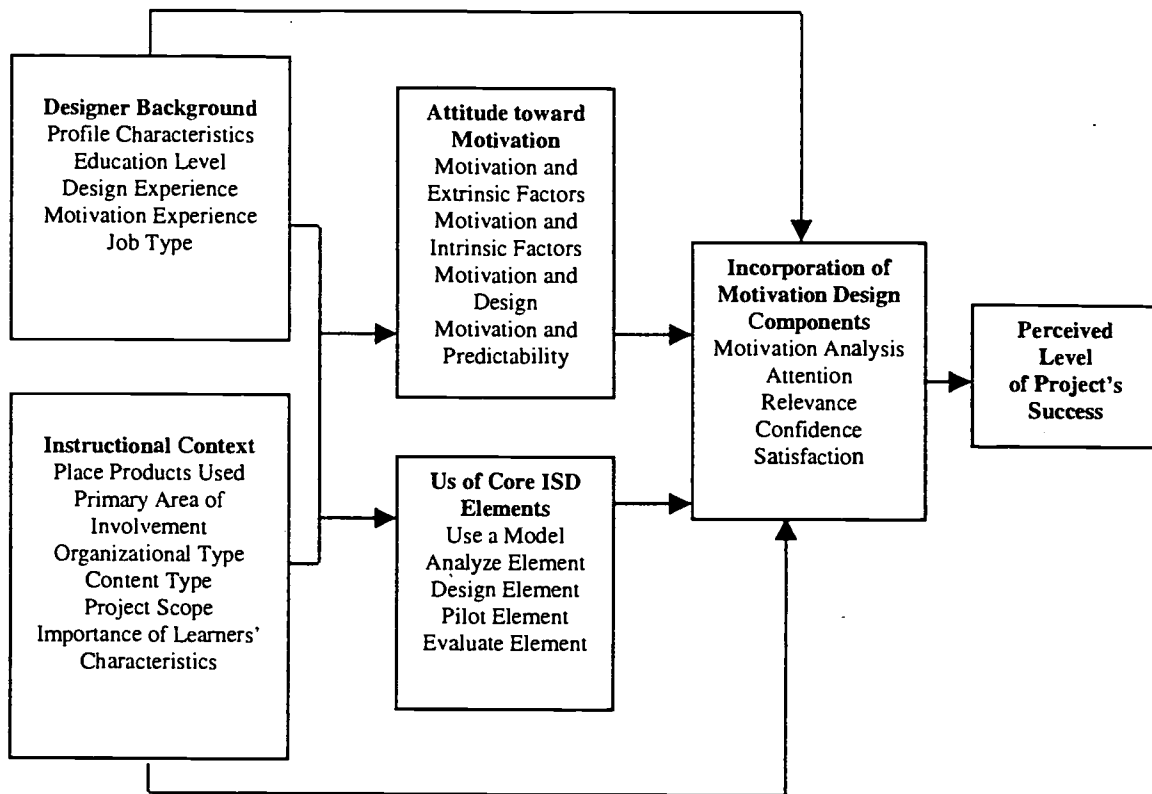 Designer Background
Profile Characteristics
Education Level
Design Experience
Motivation Experience
Job Type
Instructional Context
Place Products Used
Primary Area of
Involvement
Organizational Type
Content Type
Project Scope
Importance of Learners'
Characteristics
Attitude toward
Motivation
Motivation and
Extrinsic Factors
Motivation and
Intrinsic Factors
Motivation and
Design
Motivation and
Predictability
Us of Core ISD
Elements
Use a Model
Analyze Element
Design Element
Pilot Element
Evaluate Element
Incorporation of
Motivation Design
Components
Motivation Analysis
Attention
Relevance
Confidence
Satisfaction
Perceived
Level
of Project's
Success